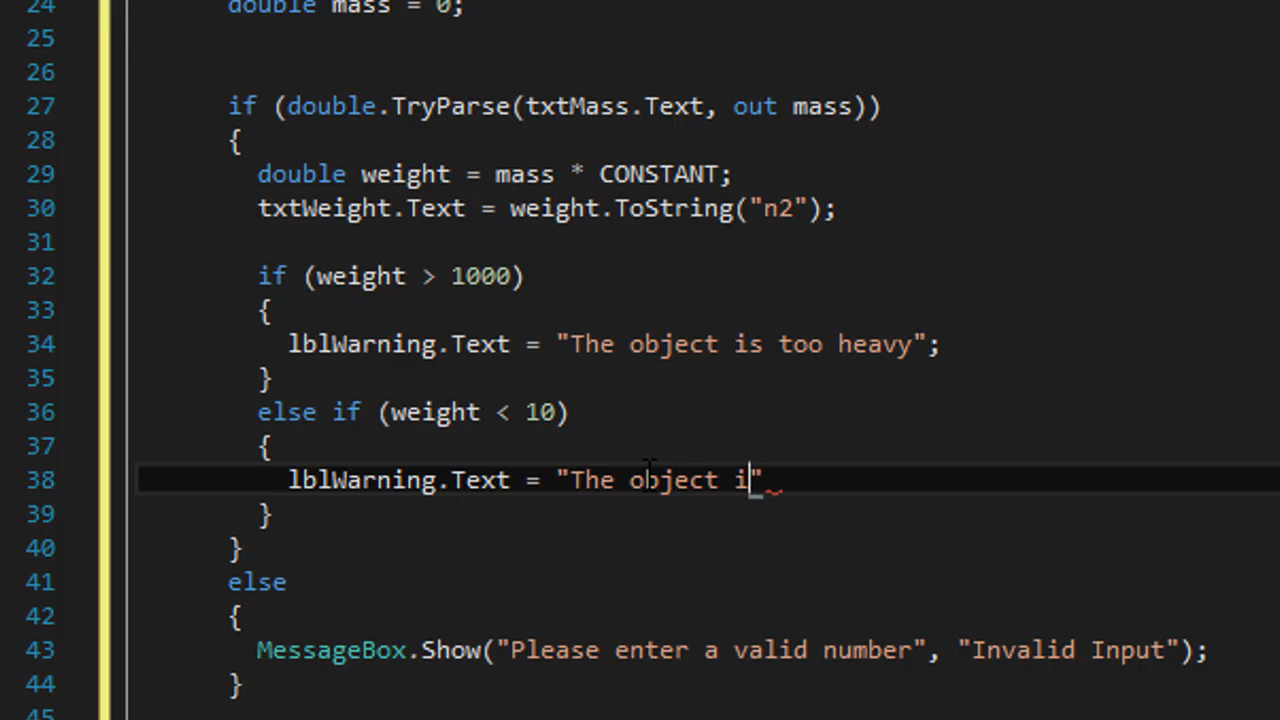 24 double mass = 0;
25
26
27 if (double.TryParse(txtMass.Text, out mass))
28 {
29 double weight = mass * CONSTANT;
30 txtWeight.Text = weight.ToString("n2");
31
32 if (weight > 1000)
33 {
34 lblWarning.Text = "The object is too heavy";
35 }
36 else if (weight < 10)
37 {
38 lblWarning.Text = "The object i"
39 }
40 }
41 else
42 {
43 MessageBox.Show("Please enter a valid number", "Invalid Input");
44 }
45